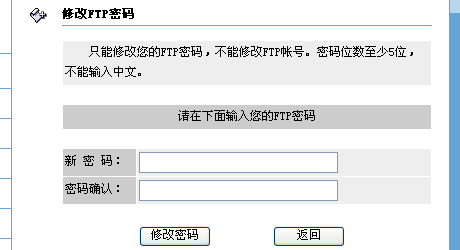 修改FTP密码
只能修改您的FTP密码，不能修改FTP帐号。密码位数至少5位，
不能输入中文。
请在下面输入您的FTP密码
新 密 码：
密码确认：
修改密码 返回